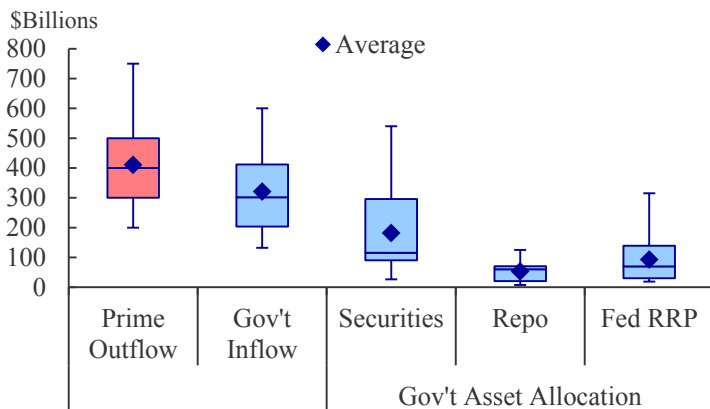 $Billions
Average
800
700
600
500
400
300
200
100
0
Prime Outflow
Gov't Inflow
Securities
Repo
Fed RRP
Gov't Asset Allocation